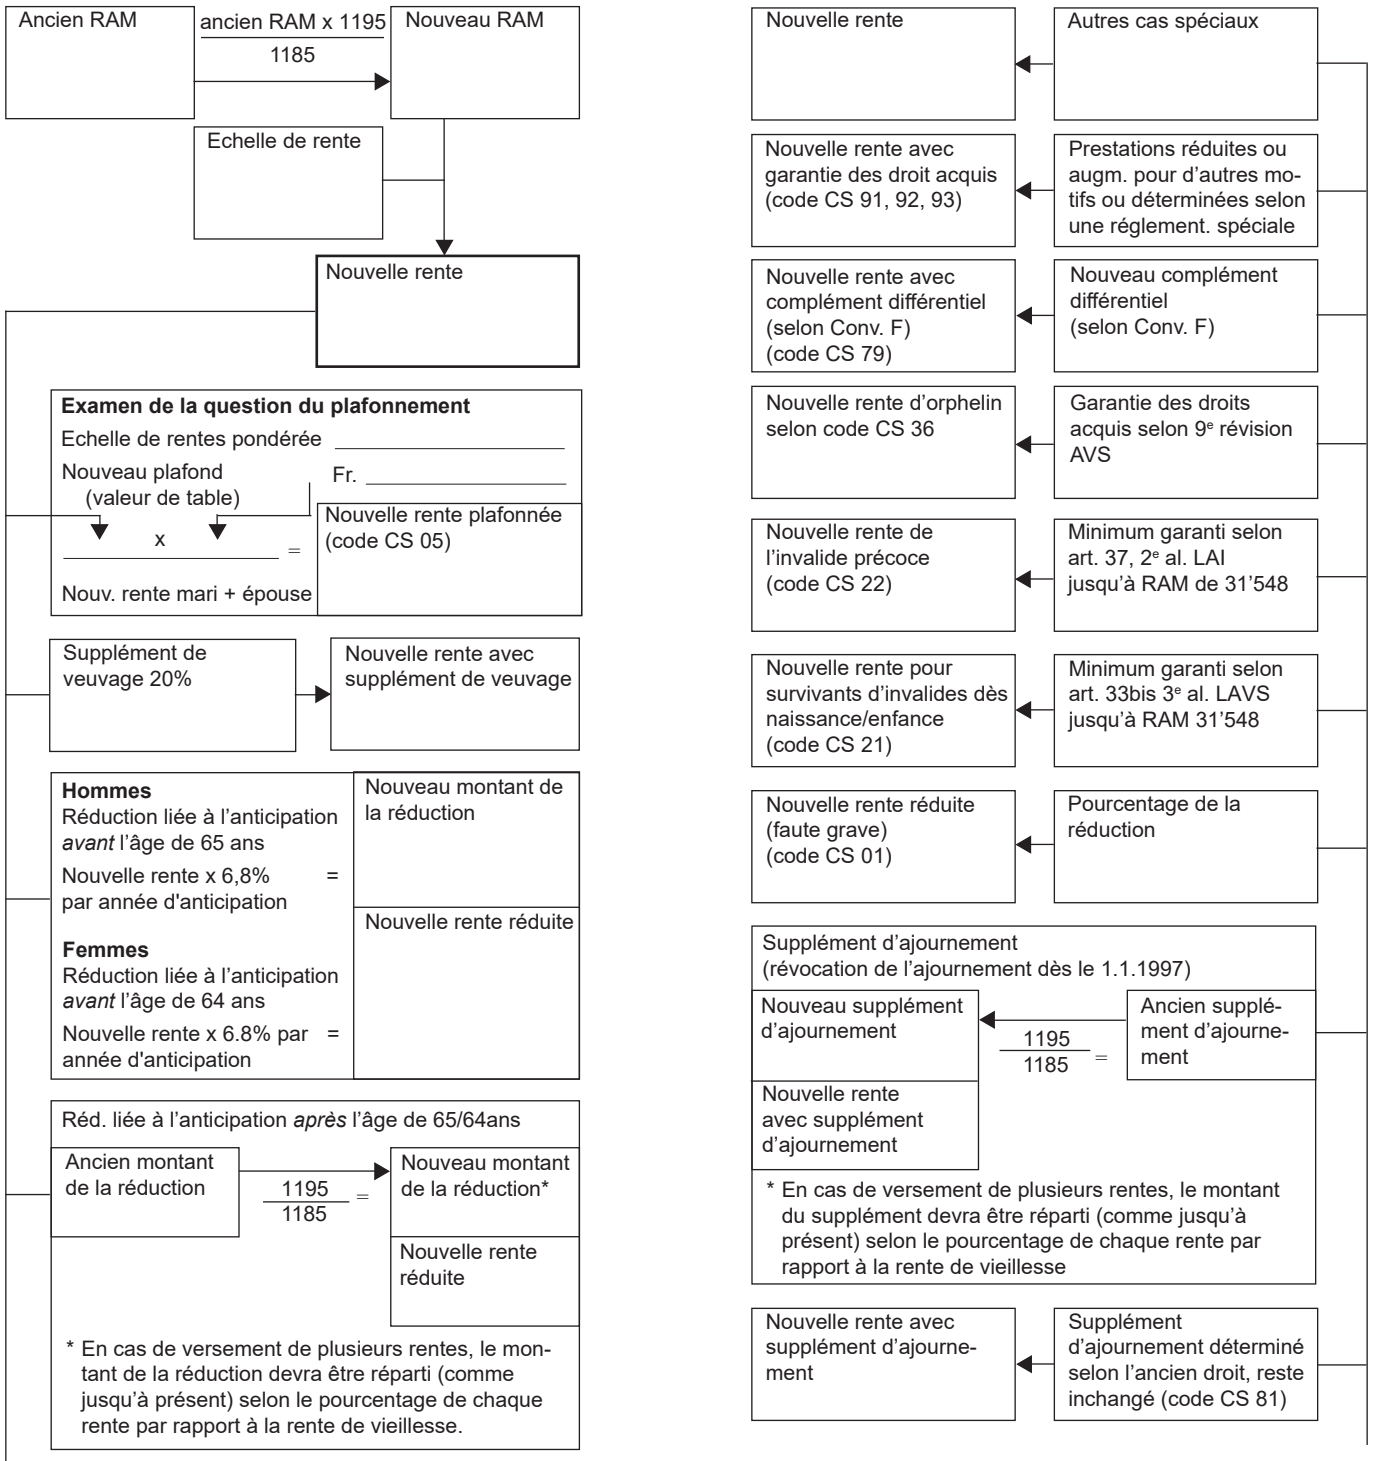 Ancien RAM
ancien RAM x 1195
1185
Nouveau RAM
Echelle de rente
Nouvelle rente
Examen de la question du plafonnement
Echelle de rentes pondérée
Nouveau plafond
(valeur de table)
Fr.
x
=
Nouvelle rente plafonnée
(code CS 05)
Nouv. rente mari + épouse
Supplément de
veuvage 20%
Nouvelle rente avec
supplément de veuvage
Hommes
Réduction liée à l’anticipation
avant l’âge de 65 ans
Nouvelle rente x 6,8% =
par année d'anticipation
Nouveau montant de
la réduction
Nouvelle rente réduite
Femmes
Réduction liée à l’anticipation
avant l’âge de 64 ans
Nouvelle rente x 6.8% par =
année d'anticipation
Réd. liée à l’anticipation après l’âge de 65/64ans
Ancien montant
de la réduction
1195
1185
=
Nouveau montant
de la réduction*
Nouvelle rente
réduite
* En cas de versement de plusieurs rentes, le mon-
tant de la réduction devra être réparti (comme
jusqu’à présent) selon le pourcentage de chaque
rente par rapport à la rente de vieillesse.
Nouvelle rente
Autres cas spéciaux
Nouvelle rente avec
garantie des droit acquis
(code CS 91, 92, 93)
Prestations réduites ou
augm. pour d’autres mo-
tifs ou déterminées selon
une réglement. spéciale
Nouvelle rente avec
complément différentiel
(selon Conv. F)
(code CS 79)
Nouveau complément
différentiel
(selon Conv. F)
Nouvelle rente d’orphelin
selon code CS 36
Garantie des droits
acquis selon 9e révision
AVS
Nouvelle rente de
l’invalide précoce
(code CS 22)
Minimum garanti selon
art. 37, 2e al. LAI
jusqu’à RAM de 31’548
Nouvelle rente pour
survivants d’invalides dès
naissance/enfance
(code CS 21)
Minimum garanti selon
art. 33bis 3e al. LAVS
jusqu’à RAM 31’548
Nouvelle rente réduite
(faute grave)
(code CS 01)
Pourcentage de la
réduction
Supplément d’ajournement
(révocation de l’ajournement dès le 1.1.1997)
Nouveau supplément
d’ajournement
1195
1185
=
Ancien supplé-
ment d’ajourne-
ment
Nouvelle rente
avec supplément
d’ajournement
* En cas de versement de plusieurs rentes, le montant
du supplément devra être réparti (comme jusqu’à
présent) selon le pourcentage de chaque rente par
rapport à la rente de vieillesse
Nouvelle rente avec
supplément d’ajourne-
ment
Supplément
d’ajournement déterminé
selon l’ancien droit, reste
inchangé (code CS 81)